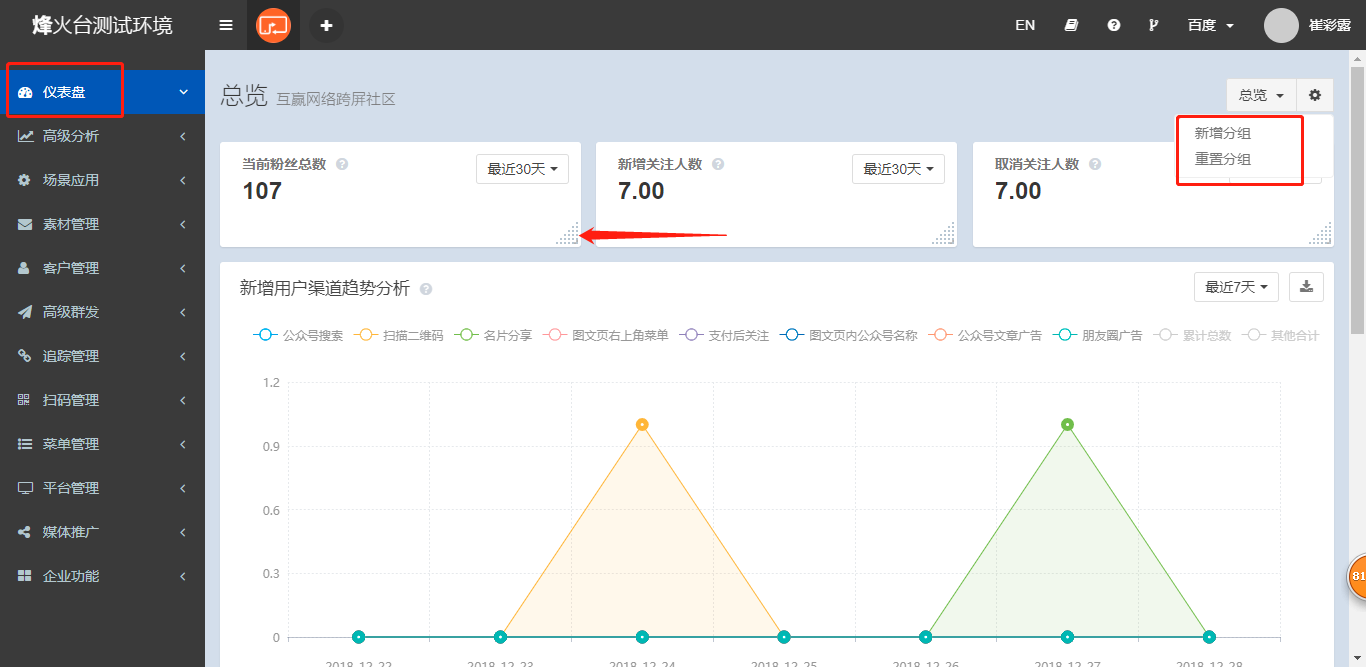 烽火台测试环境
EN
百度
崔彩露
仪表盘
高级分析
场景应用
素材管理
客户管理
高级群发
追踪管理
扫码管理
菜单管理
平台管理
媒体推广
企业功能
总览 互赢网络跨屏社区
总览
新增分组
重置分组
当前粉丝总数
最近30天
107
新增关注人数
最近30天
7.00
取消关注人数
7.00
新增用户渠道趋势分析
最近7天
公众号搜索 扫描二维码 名片分享 图文页右上角菜单 支付后关注 图文页内公众号名称 公众号文章广告 朋友圈广告 累计总数 其他合计
1.2
0.9
0.6
0.3
0
2018-12-22 2018-12-23 2018-12-24 2018-12-25 2018-12-26 2018-12-27 2018-12-28
81